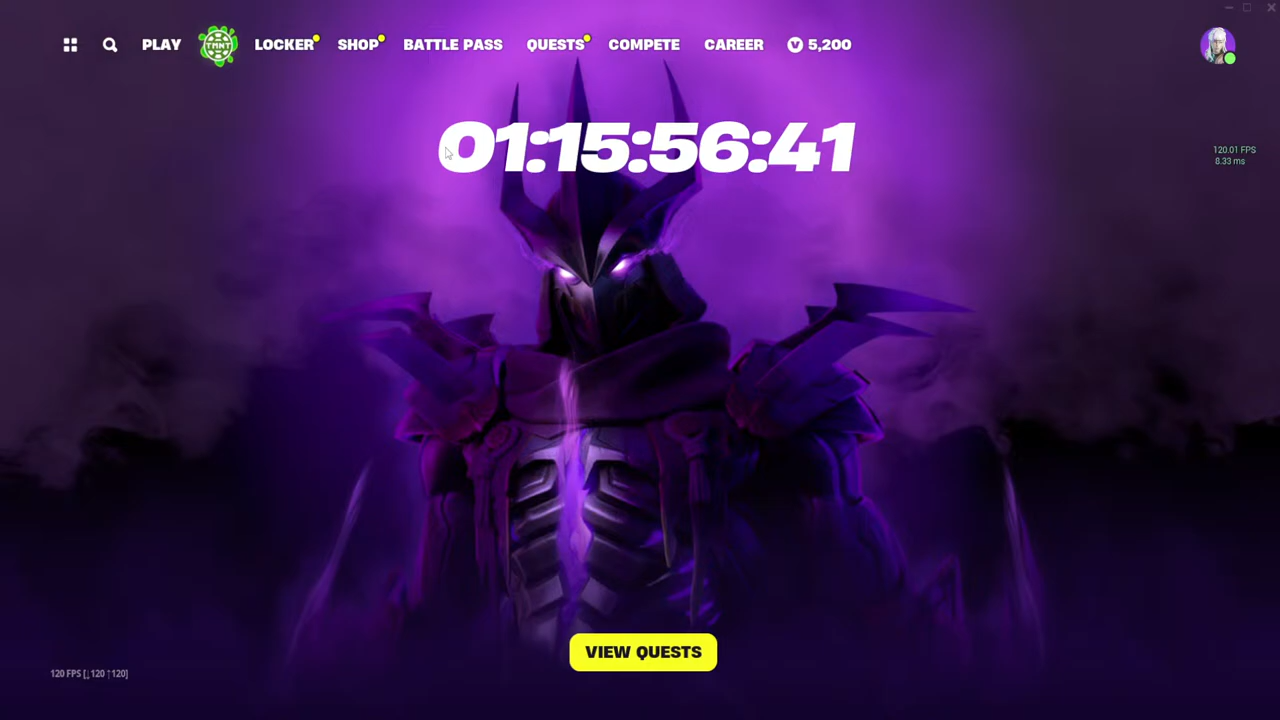 PLAY TMNT LOCKER SHOP BATTLE PASS QUESTS COMPETE CAREER V 5,200
01:15:56:41
120.01 FPS
8.33 ms
VIEW QUESTS
120 FPS [↓120 ↑120]